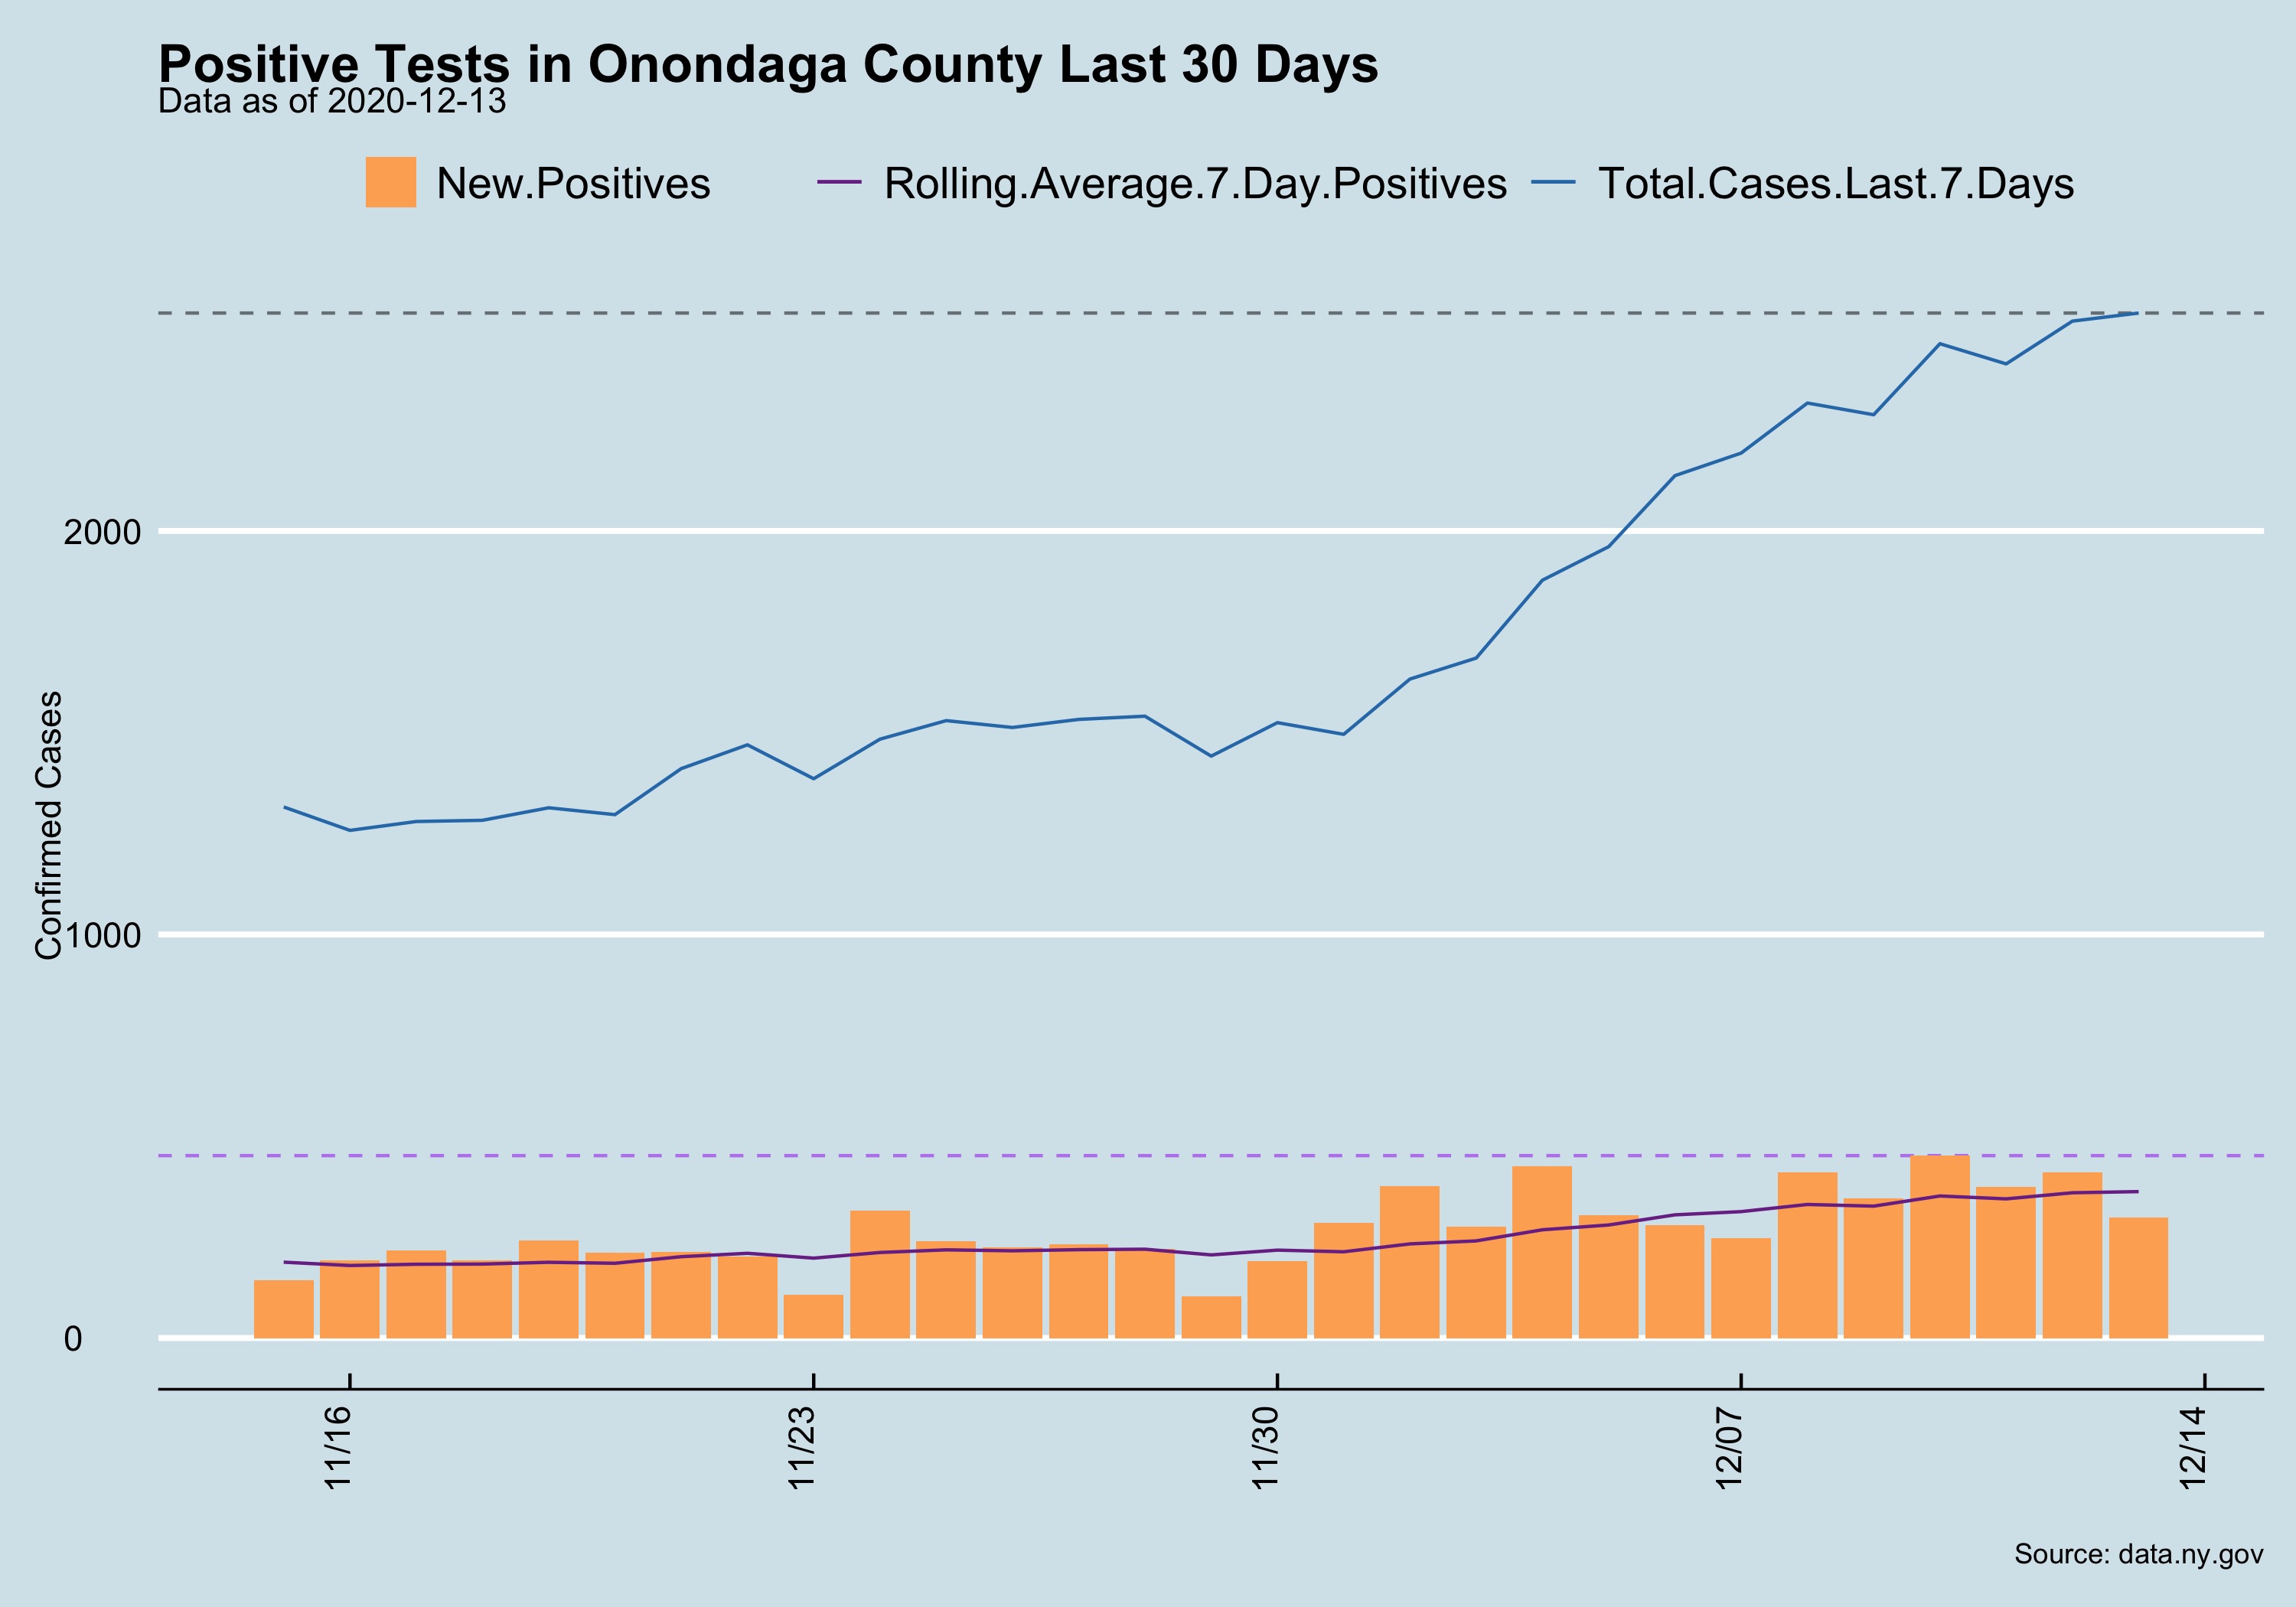 Positive Tests in Onondaga County Last 30 Days
Data as of 2020-12-13
New.Positives
Rolling.Average.7.Day.Positives
Total.Cases.Last.7.Days
Confirmed Cases
2000
1000
0
11/16
11/23
11/30
12/07
12/14
Source: data.ny.gov